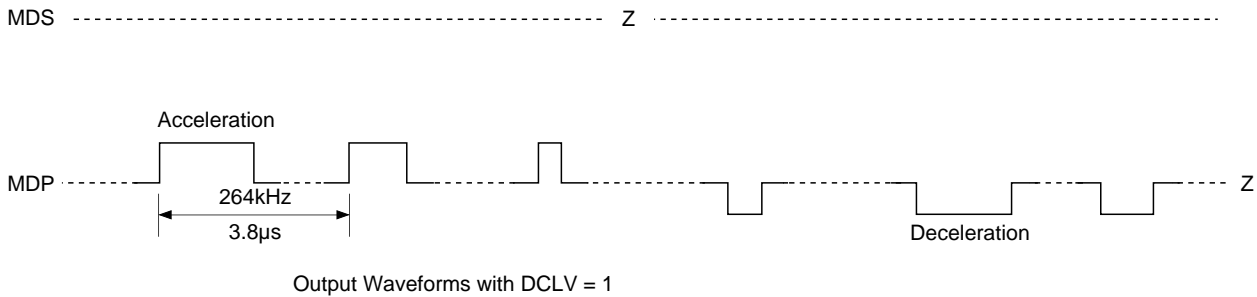 MDS Z
Acceleration
MDP Z
264kHz
3.8µs
Deceleration
Output Waveforms with DCLV = 1